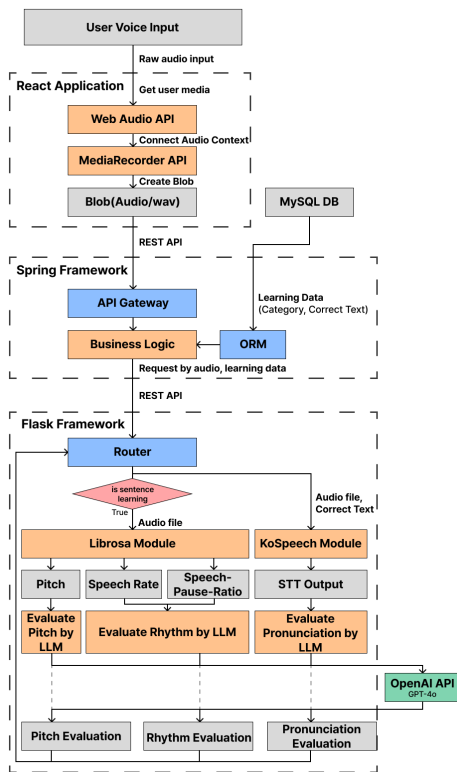 User Voice Input
Raw audio input
React Application
Get user media
Web Audio API
Connect Audio Context
MediaRecorder API
Create Blob
Blob(Audio/wav)
MySQL DB
REST API
Spring Framework
API Gateway
Learning Data
(Category, Correct Text)
Business Logic
ORM
Request by audio, learning data
REST API
Flask Framework
Router
is sentence
learning
True
Audio file
Audio file,
Correct Text
Librosa Module
KoSpeech Module
Pitch
Speech Rate
Speech-
Pause-Ratio
STT Output
Evaluate
Pitch by
LLM
Evaluate Rhythm by LLM
Evaluate
Pronunciation by
LLM
OpenAI API
GPT-4o
Pitch Evaluation
Rhythm Evaluation
Pronunciation
Evaluation